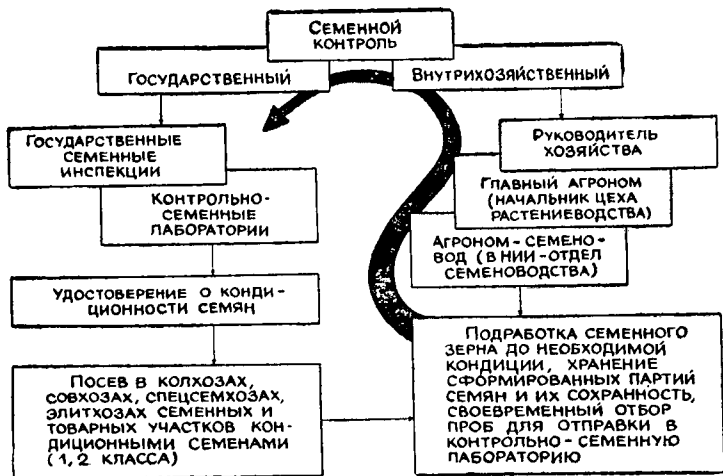 СЕМЕННОЙ
КОНТРОЛЬ
ГОСУДАРСТВЕННЫЙ
ВНУТРИХОЗЯЙСТВЕННЫЙ
ГОСУДАРСТВЕННЫЕ
СЕМЕННЫЕ
ИНСПЕКЦИИ
КОНТРОЛЬНО-
СЕМЕННЫЕ
ЛАБОРАТОРИИ
УДОСТОВЕРЕНИЕ О КОНДИ-
ЦИОННОСТИ СЕМЯН
ПОСЕВ В КОЛХОЗАХ,
СОВХОЗАХ, СПЕЦСЕМХОЗАХ,
ЭЛИТХОЗАХ СЕМЕННЫХ И
ТОВАРНЫХ УЧАСТКОВ КОН-
ДИЦИОННЫМИ СЕМЕНАМИ
(1, 2 КЛАССА)
РУКОВОДИТЕЛЬ
ХОЗЯЙСТВА
ГЛАВНЫЙ АГРОНОМ
(НАЧАЛЬНИК ЦЕХА
РАСТЕНИЕВОДСТВА)
АГРОНОМ-СЕМЕНО-
ВОД (В НИИ-ОТДЕЛ
СЕМЕНОВОДСТВА)
ПОДРАБОТКА СЕМЕННОГО
ЗЕРНА ДО НЕОБХОДИМОЙ
КОНДИЦИИ, ХРАНЕНИЕ
СФОРМИРОВАННЫХ ПАРТИЙ
СЕМЯН И ИХ СОХРАННОСТЬ,
СВОЕВРЕМЕННЫЙ ОТБОР
ПРОБ ДЛЯ ОТПРАВКИ В
КОНТРОЛЬНО-СЕМЕННУЮ
ЛАБОРАТОРИЮ